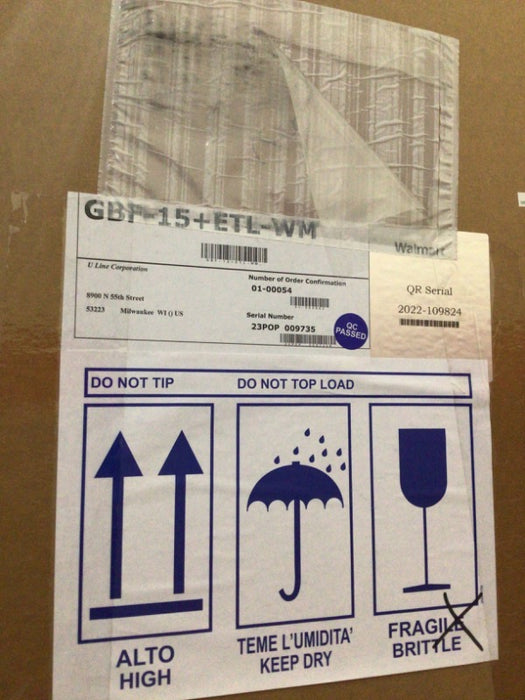 GBF-15+ETL-WM
Walmart
U Line Corporation
Number of Order Confirmation
01-00054
8900 N 55th Street
53223 Milwaukee WI () US
Serial Number
23POP 009735
QC
PASSED
QR Serial
2022-109824
DO NOT TIP DO NOT TOP LOAD
ALTO
HIGH
TEME L'UMIDITA'
KEEP DRY
FRAGILE
BRITTLE